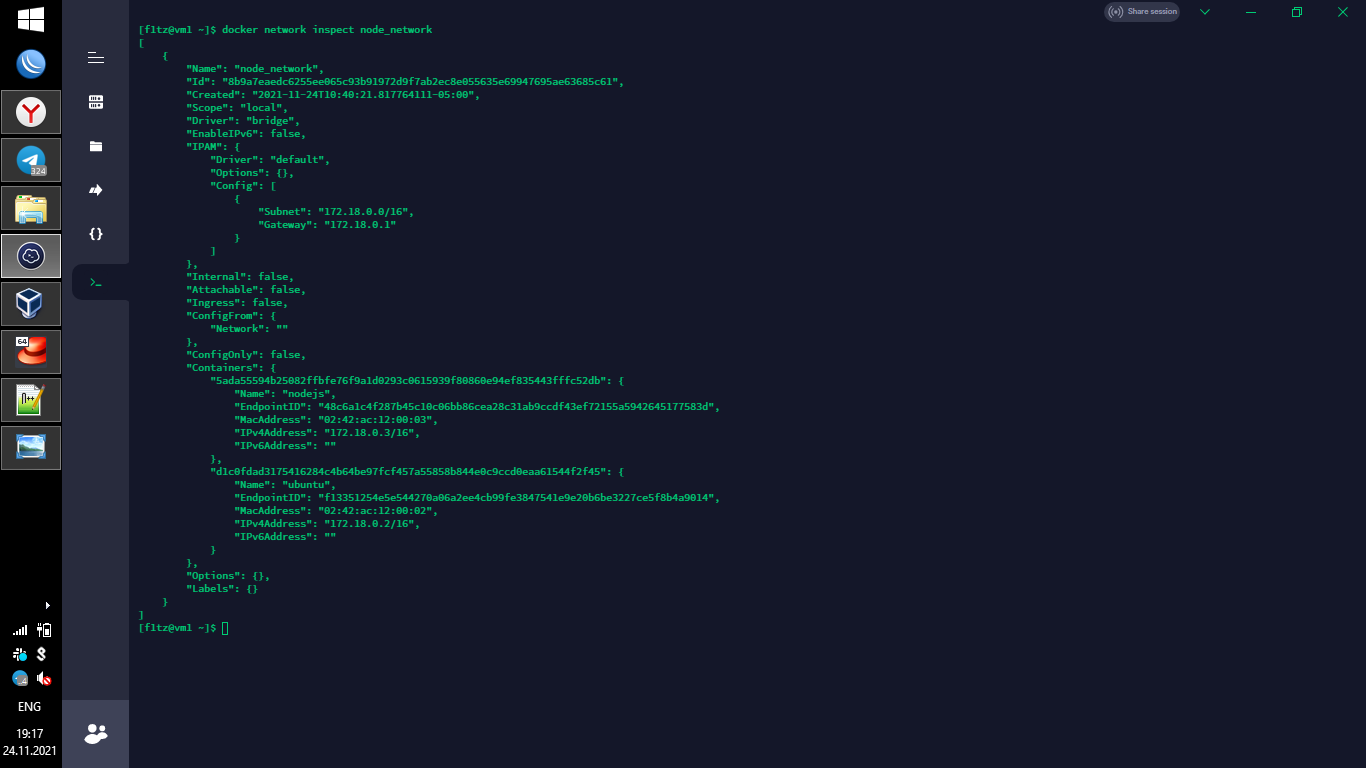 Share session
[f1tz@vm1 ~]$ docker network inspect node_network
[
    {
        "Name": "node_network",
        "Id": "8b9a7eaedc6255ee065c93b91972d9f7ab2ec8e055635e69947695ae63685c61",
        "Created": "2021-11-24T10:40:21.817764111-05:00",
        "Scope": "local",
        "Driver": "bridge",
        "EnableIPv6": false,
        "IPAM": {
            "Driver": "default",
            "Options": {},
            "Config": [
                {
                    "Subnet": "172.18.0.0/16",
                    "Gateway": "172.18.0.1"
                }
            ]
        },
        "Internal": false,
        "Attachable": false,
        "Ingress": false,
        "ConfigFrom": {
            "Network": ""
        },
        "ConfigOnly": false,
        "Containers": {
            "5ada55594b25082ffbfe76f9a1d0293c0615939f80860e94ef835443fffc52db": {
                "Name": "nodejs",
                "EndpointID": "48c6a1c4f287b45c10c06bb86cea28c31ab9ccdf43ef72155a5942645177583d",
                "MacAddress": "02:42:ac:12:00:03",
                "IPv4Address": "172.18.0.3/16",
                "IPv6Address": ""
            },
            "d1c0fdad3175416284c4b64be97fcf457a55858b844e0c9ccd0eaa61544f2f45": {
                "Name": "ubuntu",
                "EndpointID": "f13351254e5e544270a06a2ee4cb99fe3847541e9e20b6be3227ce5f8b4a9014",
                "MacAddress": "02:42:ac:12:00:02",
                "IPv4Address": "172.18.0.2/16",
                "IPv6Address": ""
            }
        },
        "Options": {},
        "Labels": {}
    }
]
[f1tz@vm1 ~]$
324
64
ENG
19:17
24.11.2021